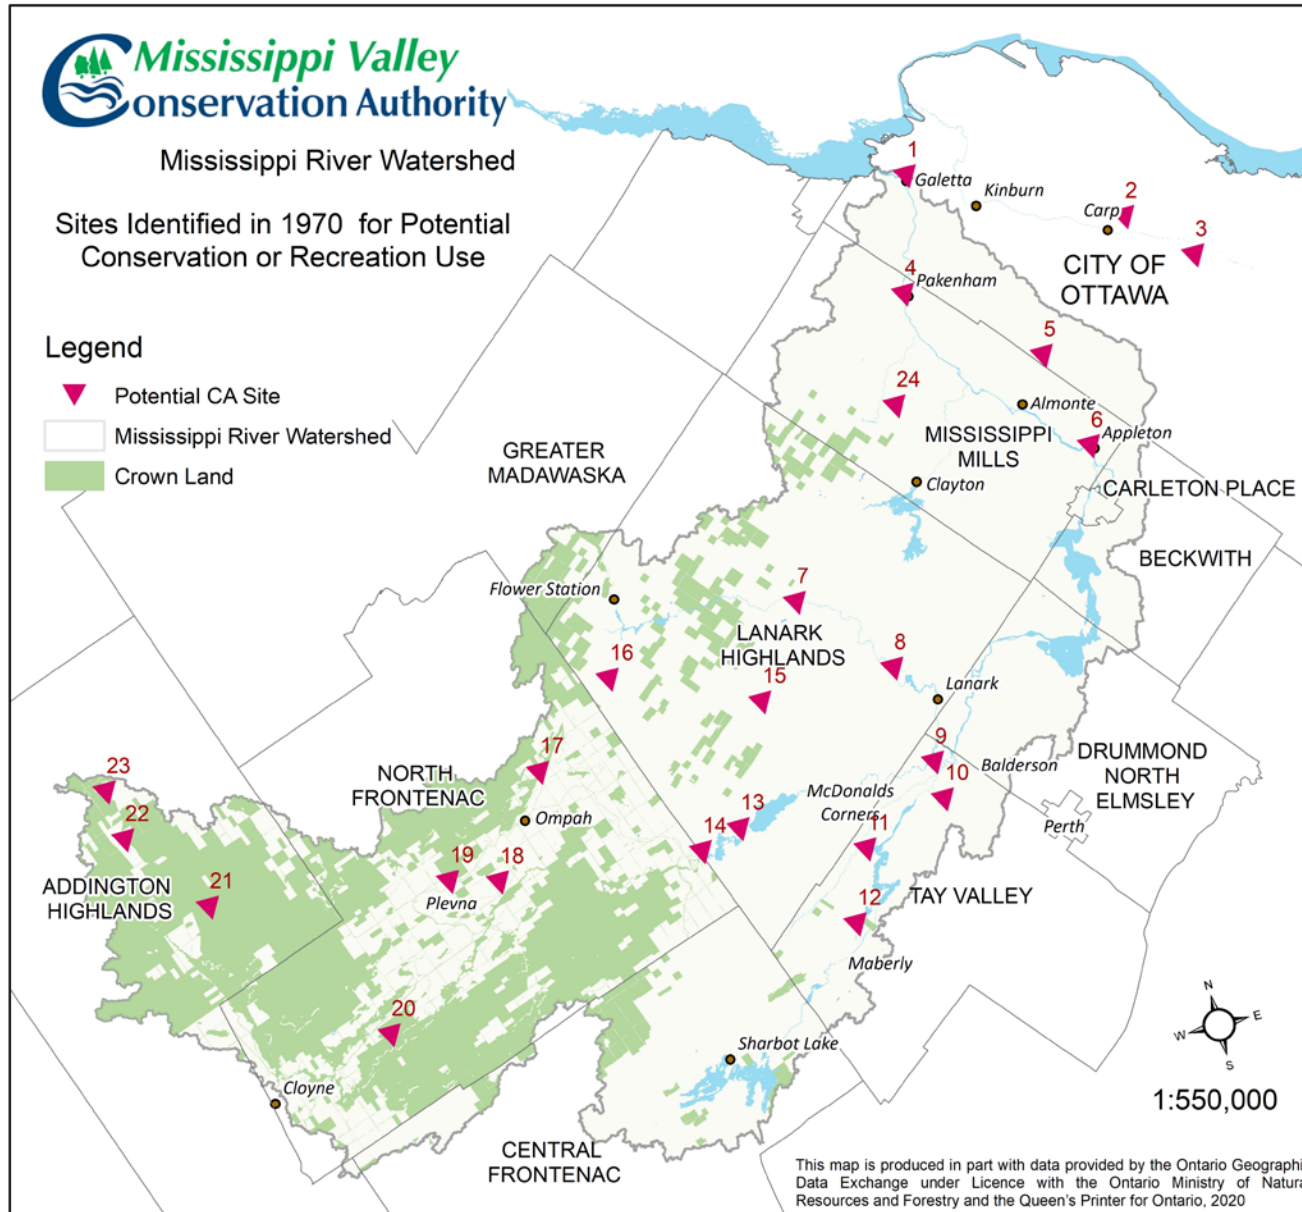 Mississippi Valley
Conservation Authority
Mississippi River Watershed
Sites Identified in 1970 for Potential
Conservation or Recreation Use
Legend
Potential CA Site
Mississippi River Watershed
Crown Land
1
Galetta
Kinburn
2
Carp
3
CITY OF
OTTAWA
4
Pakenham
5
24
Almonte
6
Appleton
MISSISSIPPI
MILLS
GREATER
MADAWASKA
Clayton
CARLETON PLACE
BECKWITH
Flower Station
7
LANARK
HIGHLANDS
8
16
15
Lanark
9
Balderson
DRUMMOND
NORTH
ELMSLEY
10
17
NORTH
FRONTENAC
23
McDonalds
Corners
13
14
11
Ompah
22
Perth
19
18
Plevna
21
ADDINGTON
HIGHLANDS
TAY VALLEY
12
Maberly
20
Sharbot Lake
Cloyne
N
W
E
S
1:550,000
CENTRAL
FRONTENAC
This map is produced in part with data provided by the Ontario Geographi
Data Exchange under Licence with the Ontario Ministry of Natura
Resources and Forestry and the Queen's Printer for Ontario, 2020